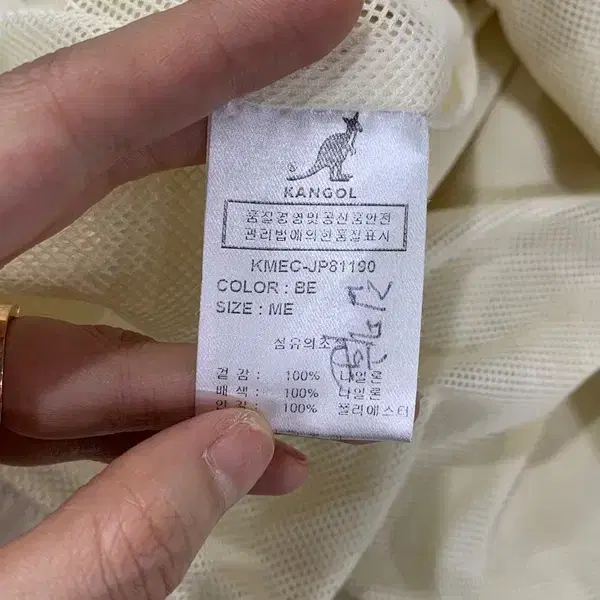 KANGOL
품질경영및공산품안전
관리법에의한품질표시
KMEC-JP81190
COLOR : BE
SIZE : ME
섬유의조성
겉 감 : 100% 나일론
배 색 : 100% 나일론
안 감 : 100% 폴리에스터